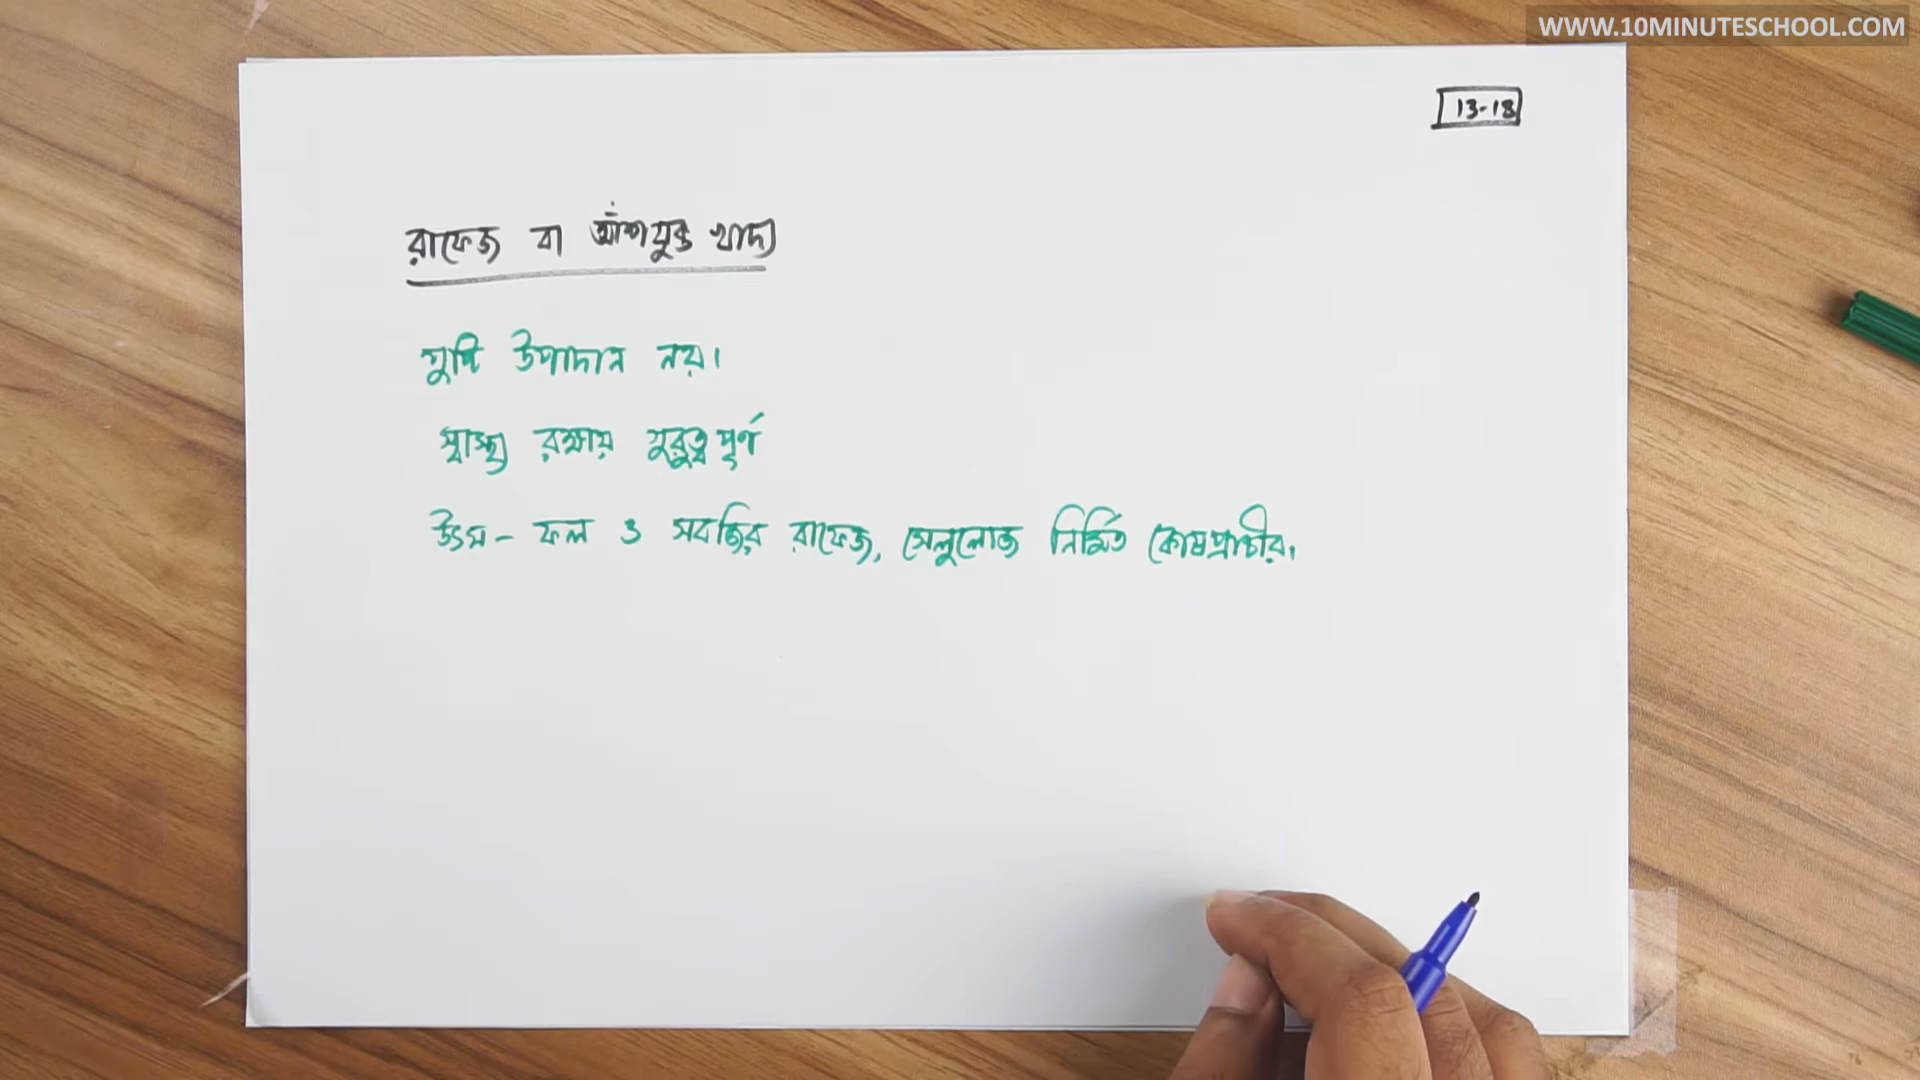 WWW.10MINUTESCHOOL.COM
13-18
রাফেজ বা আঁশযুক্ত খাদ্য
পুষ্টি উপাদান নয়।
স্বাস্থ্য রক্ষায় গুরুত্বপূর্ণ
উৎস - ফল ও সবজির রাফেজ, সেলুলোজ নির্মিত কোষপ্রাচীর।